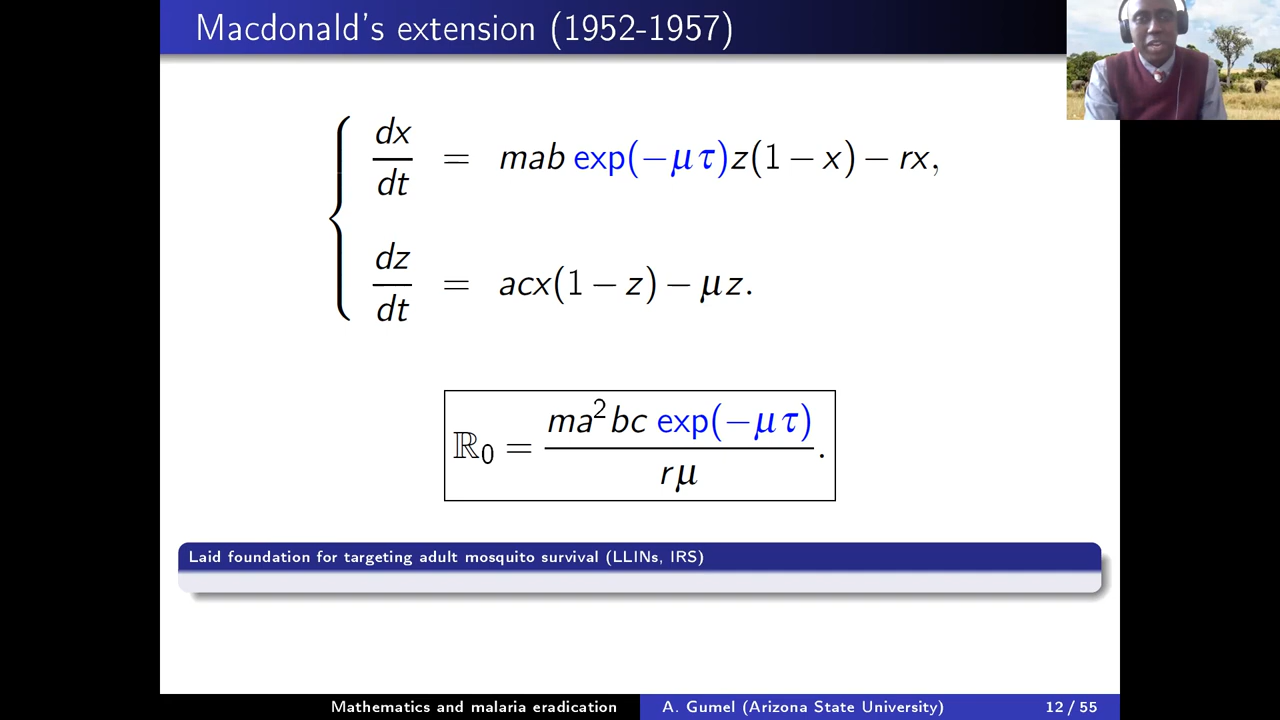 Macdonald's extension (1952-1957)
dx/dt = mab exp(−μτ)z(1 − x) − rx,
dz/dt = acx(1 − z) − μz.
ℝ₀ = ma²bc exp(−μτ) / rμ.
Laid foundation for targeting adult mosquito survival (LLINs, IRS)
Mathematics and malaria eradication A. Gumel (Arizona State University) 12 / 55